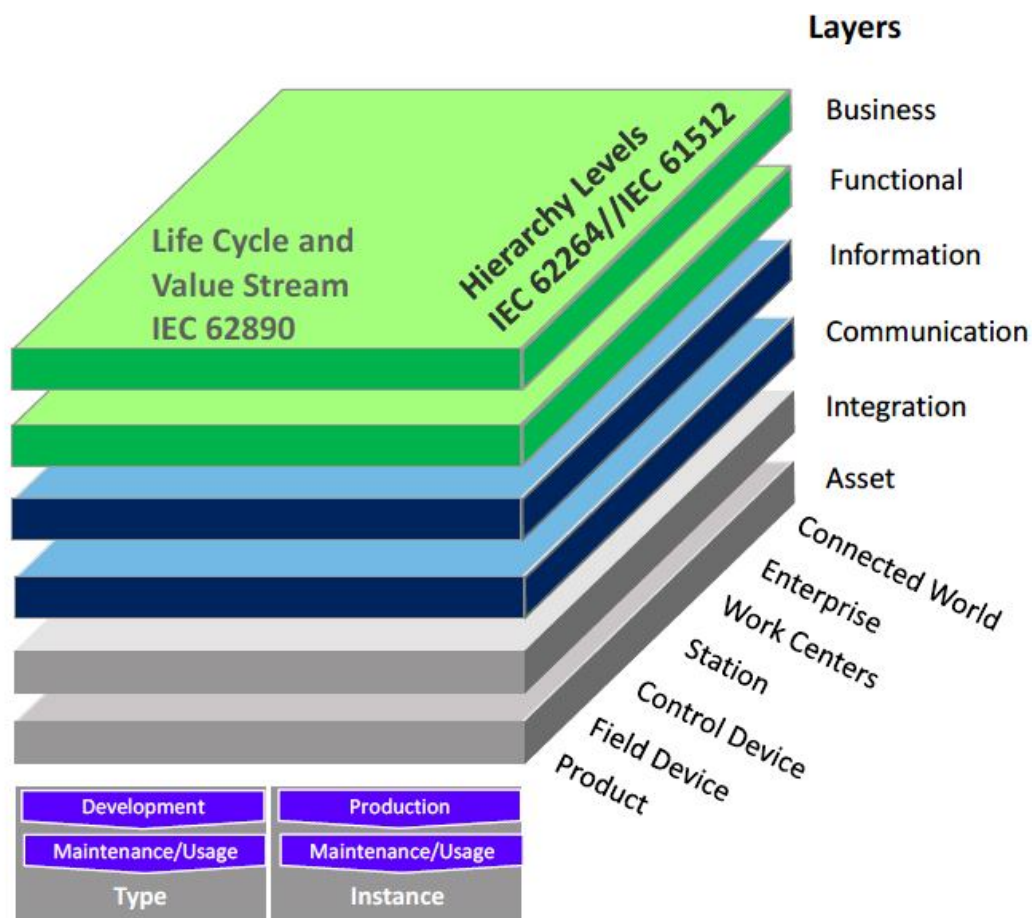 Layers
Business
Functional
Information
Communication
Integration
Asset
Life Cycle and
Value Stream
IEC 62890
Hierarchy Levels
IEC 62264//IEC 61512
Connected World
Enterprise
Work Centers
Station
Control Device
Field Device
Product
Development
Maintenance/Usage
Type
Production
Maintenance/Usage
Instance